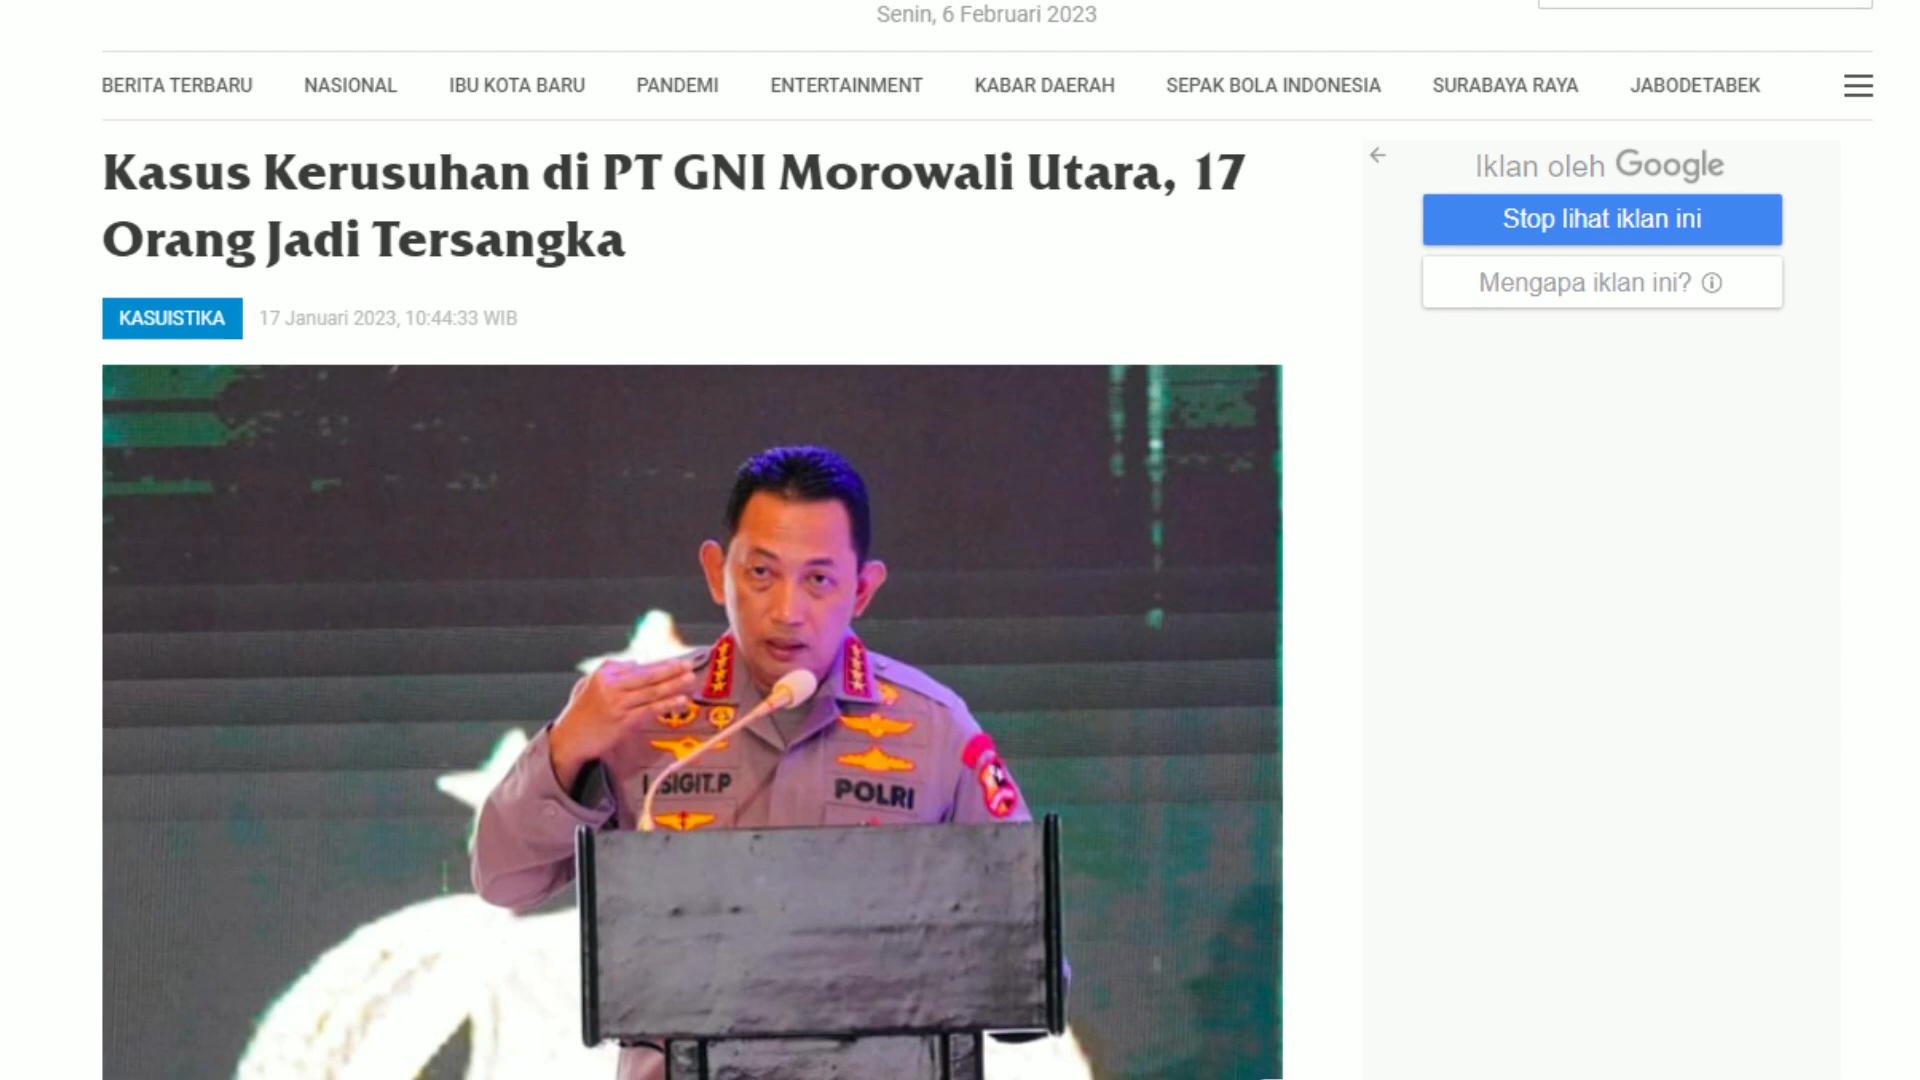 Senin, 6 Februari 2023
BERITA TERBARU NASIONAL IBU KOTA BARU PANDEMI ENTERTAINMENT KABAR DAERAH SEPAK BOLA INDONESIA SURABAYA RAYA JABODETABEK
Kasus Kerusuhan di PT GNI Morowali Utara, 17
Orang Jadi Tersangka
KASUISTIKA 17 Januari 2023, 10:44:33 WIB
Iklan oleh Google
Stop lihat iklan ini
Mengapa iklan ini?
SIGIT.P
POLRI